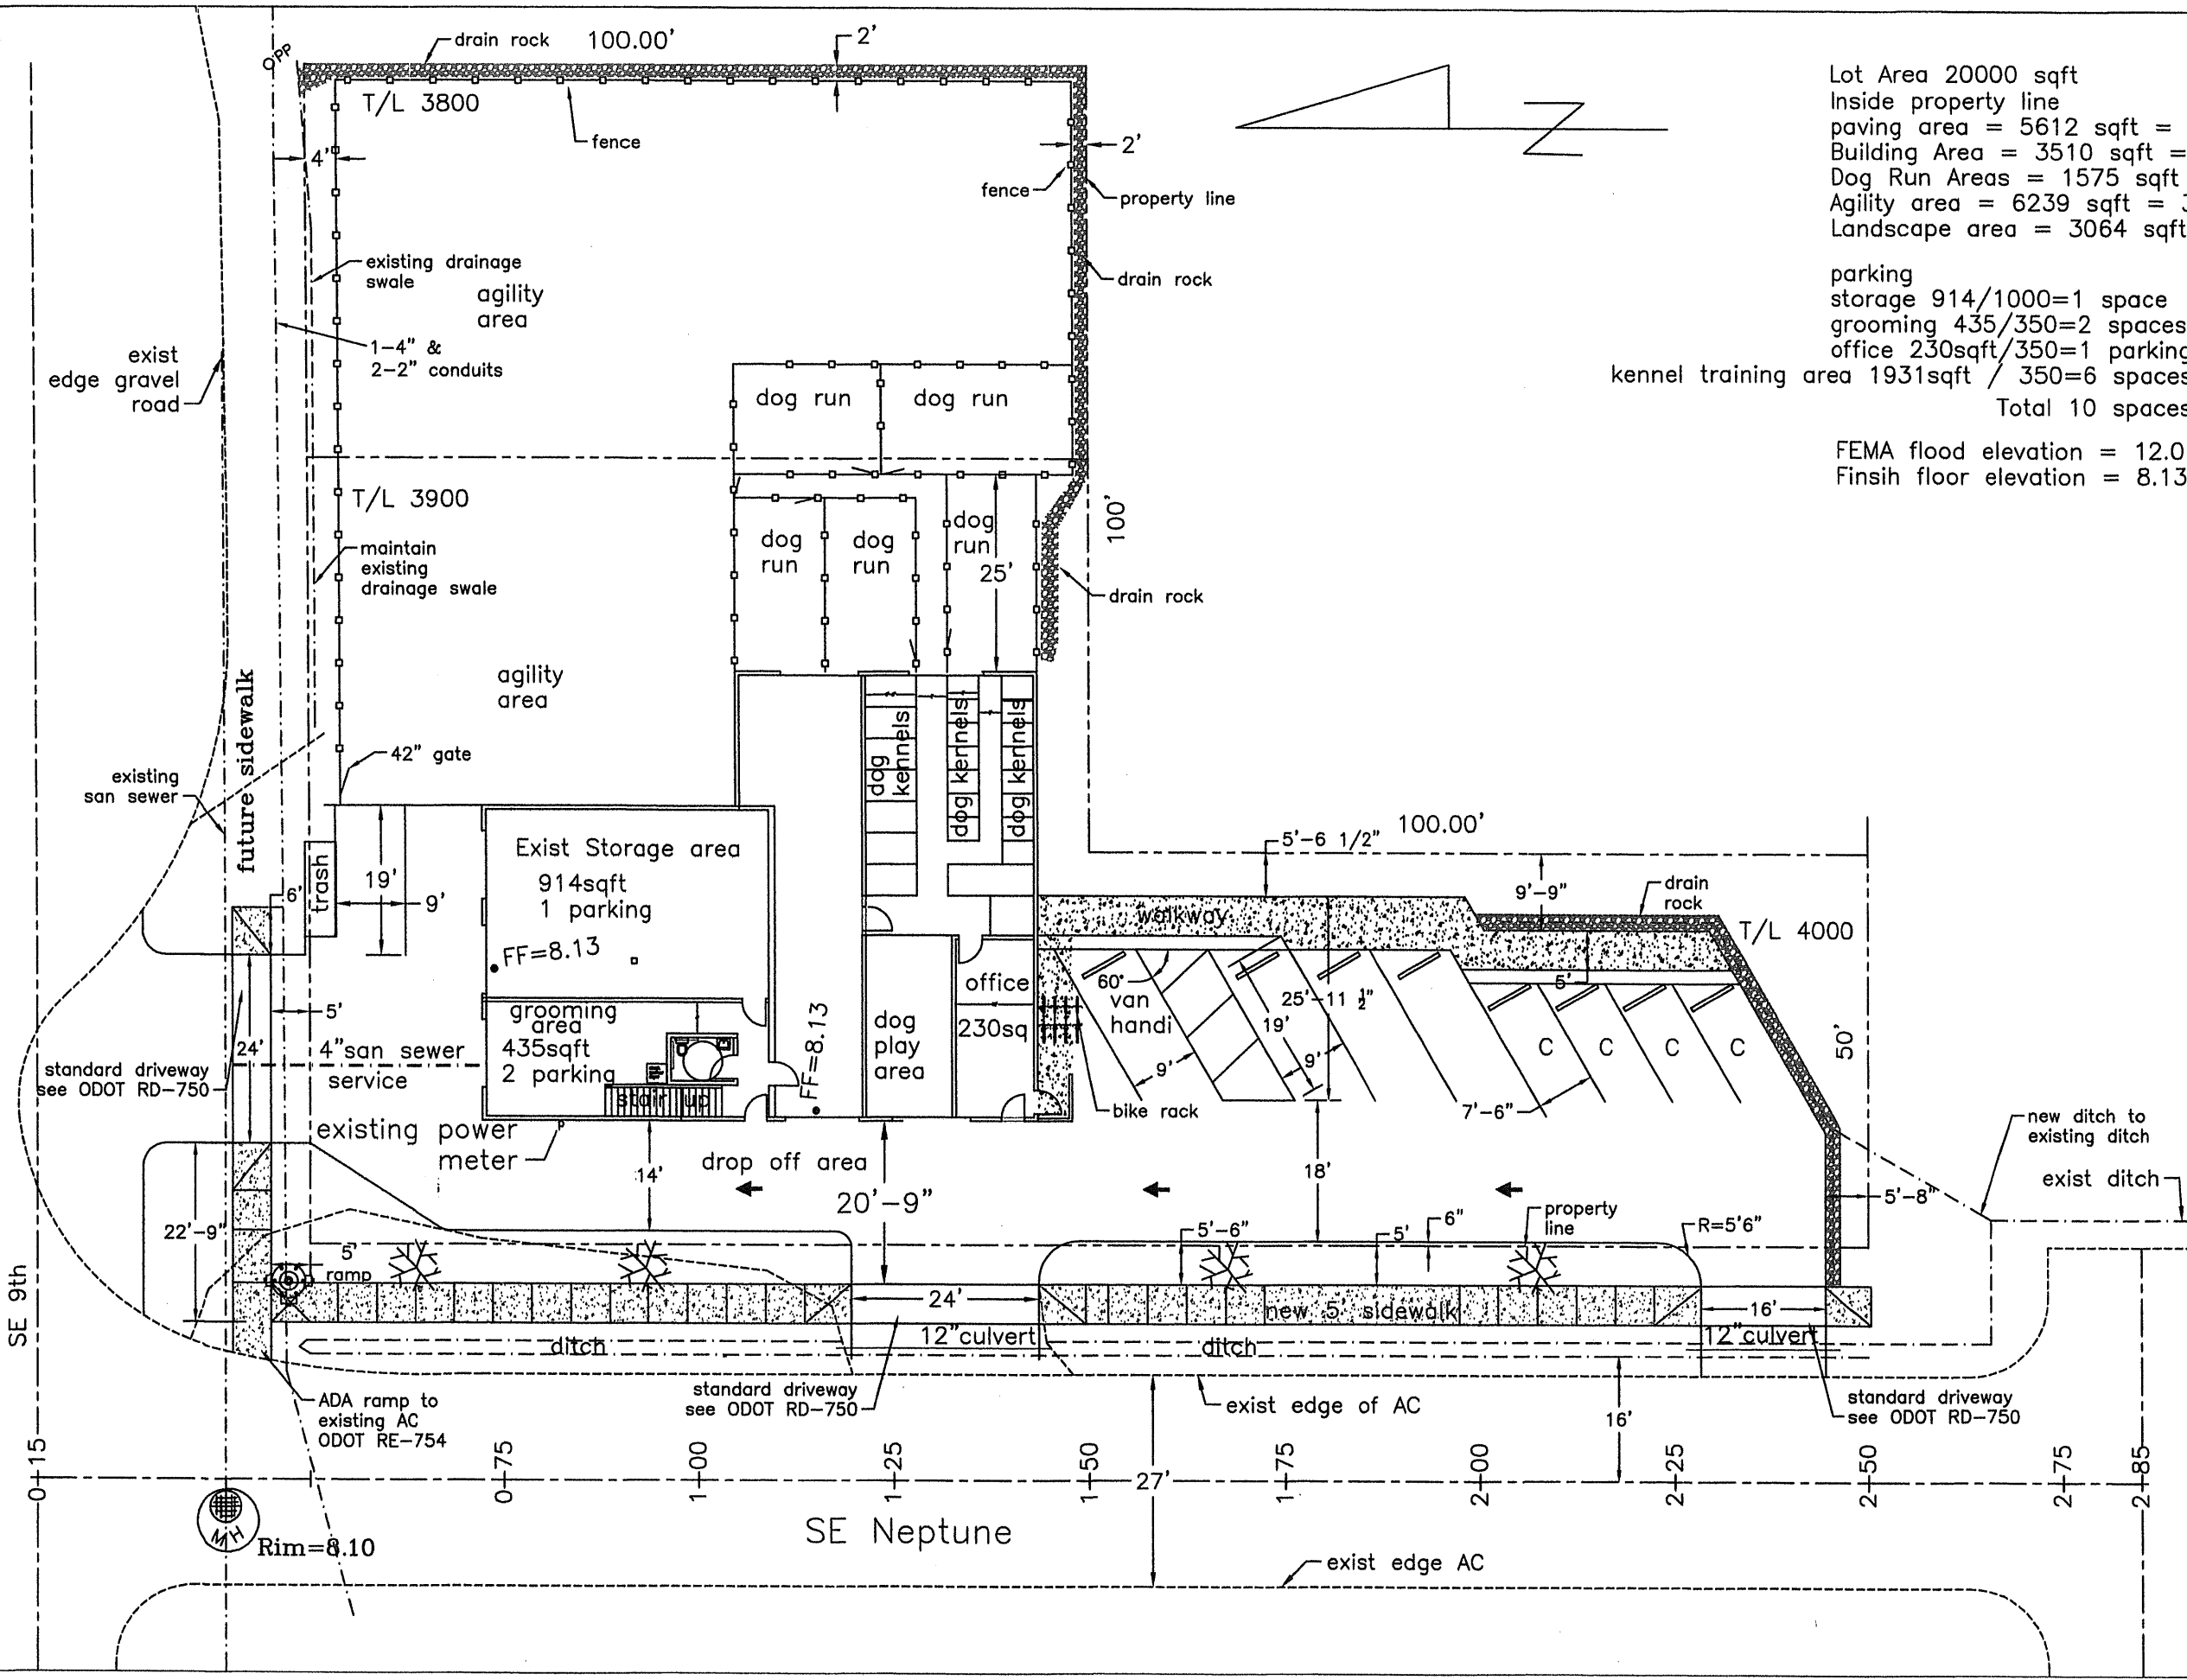 drain rock
100.00'
2'
OPP
T/L 3800
fence
4'
2'
fence
property line
existing drainage
swale
agility
area
drain rock
1-4" &
2-2" conduits
exist
edge gravel
road
dog run
dog run
T/L 3900
100'
dog
run
dog
run
dog
run
25'
maintain
existing
drainage swale
drain rock
agility
area
future sidewalk
42" gate
existing
san sewer
dog
kennels
dog kennels
dog kennels
Lot Area 20000 sqft
Inside property line
paving area = 5612 sqft =
Building Area = 3510 sqft =
Dog Run Areas = 1575 sqft
Agility area = 6239 sqft = 3
Landscape area = 3064 sqft
parking
storage 914/1000=1 space
grooming 435/350=2 spaces
office 230sqft/350=1 parking
kennel training area 1931sqft / 350=6 spaces
Total 10 spaces
FEMA flood elevation = 12.0
Finsih floor elevation = 8.13
N
5'-6 1/2"
100.00'
9'-9"
drain
rock
T/L 4000
trash
19'
9'
6'
Exist Storage area
914sqft
1 parking
FF=8.13
walkway
5'
office
230sq
60°
van
handi
25'-11 ½"
19'
9'
9'
C
C
C
C
7'-6"
50'
5'
24'
standard driveway
see ODOT RD-750
4"san sewer
service
grooming
area
435sqft
2 parking
stair up
FF=8.13
dog
play
area
bike rack
existing power
meter
p
drop off area
14'
20'-9"
18'
new ditch to
existing ditch
exist ditch
5'-8"
22'-9"
5'
ramp
5'-6"
5'
6"
property
line
R=5'6"
24'
new 5' sidewalk
16'
ditch
12"culvert
ditch
12"culvert
SE 9th
ADA ramp to
existing AC
ODOT RE-754
standard driveway
see ODOT RD-750
exist edge of AC
16'
standard driveway
see ODOT RD-750
0-15
0-75
1-00
1-25
1-50
27'
1-75
2-00
2-25
2-50
2-75
2-85
MH
Rim=8.10
SE Neptune
exist edge AC